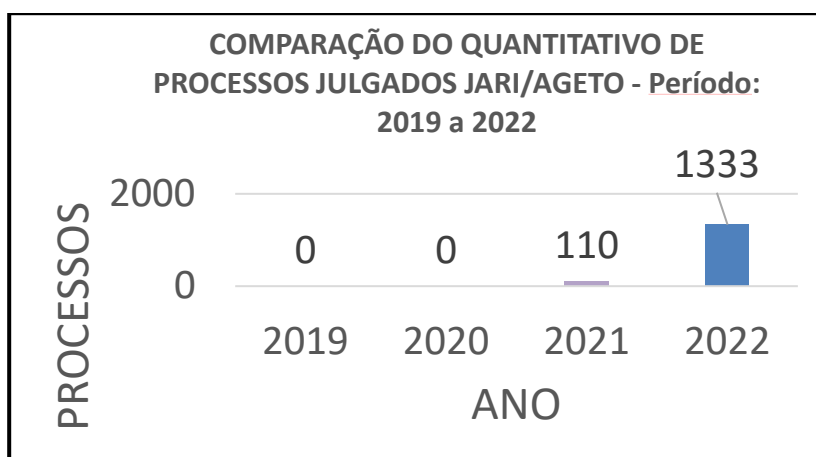 COMPARAÇÃO DO QUANTITATIVO DE
PROCESSOS JULGADOS JARI/AGETO - Período:
2019 a 2022
PROCESSOS
2000
0
0
0
110
1333
2019 2020 2021 2022
ANO